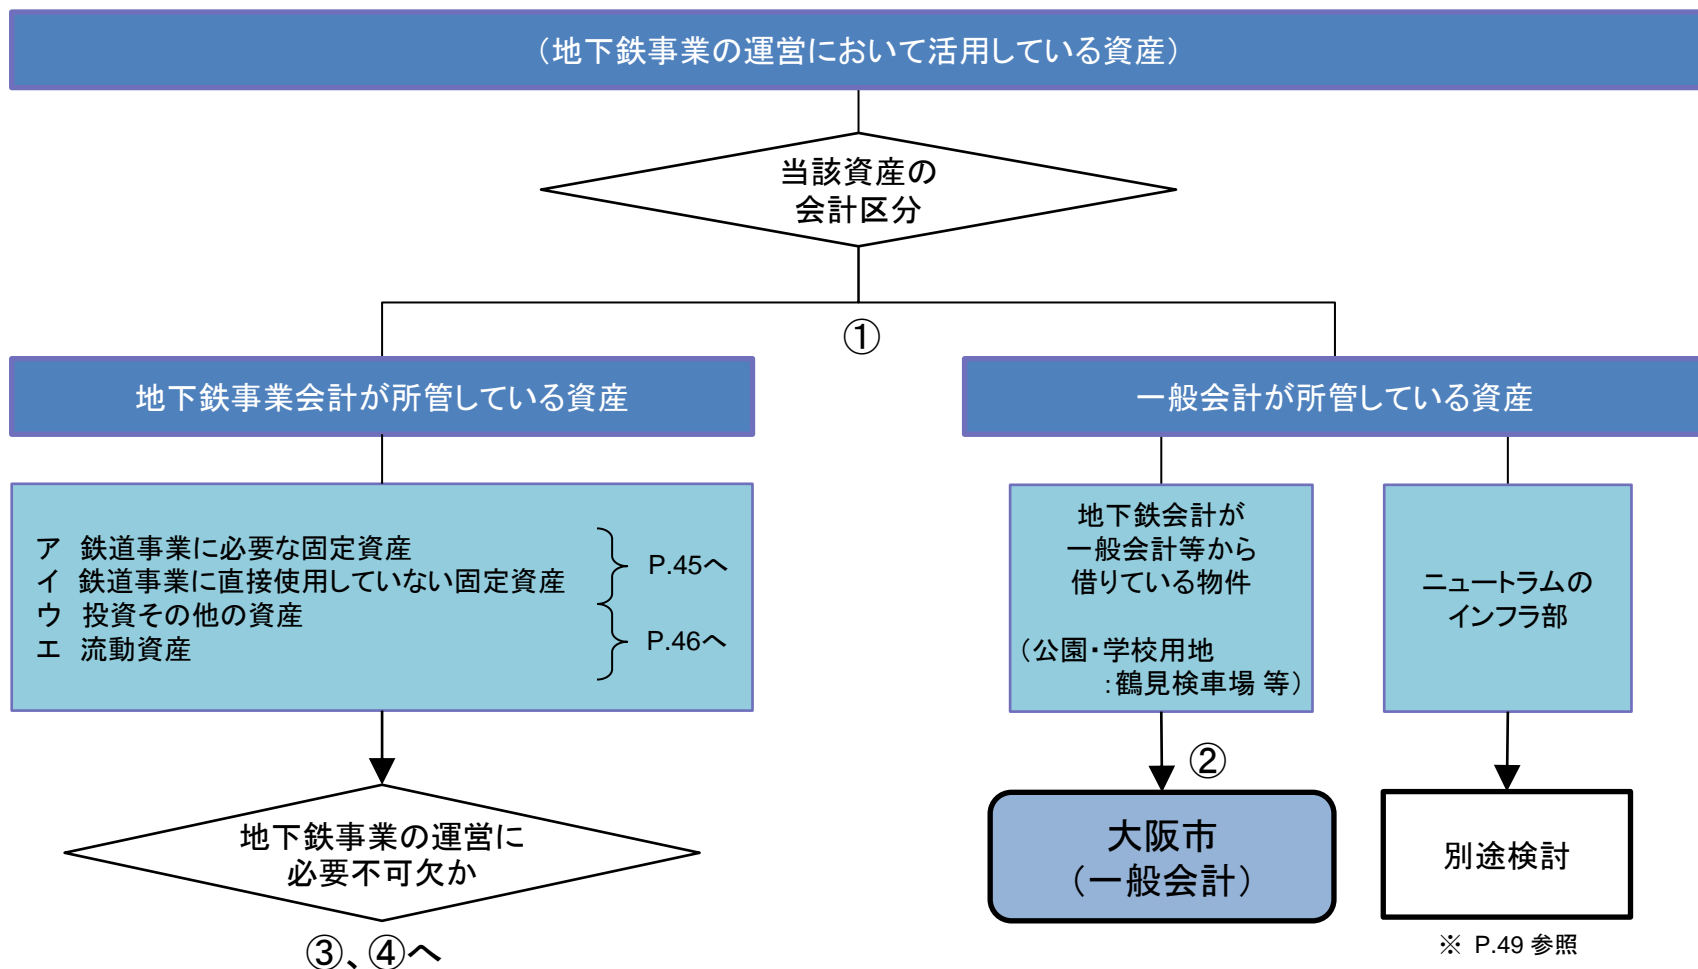 （地下鉄事業の運営において活用している資産）
当該資産の
会計区分
①
地下鉄事業会計が所管している資産
一般会計が所管している資産
ア 鉄道事業に必要な固定資産
イ 鉄道事業に直接使用していない固定資産
ウ 投資その他の資産
エ 流動資産
P.45へ
P.46へ
地下鉄会計が
一般会計等から
借りている物件
（公園・学校用地
：鶴見検車場 等）
ニュートラムの
インフラ部
②
地下鉄事業の運営に
必要不可欠か
③、④へ
大阪市
（一般会計）
別途検討
※ P.49 参照